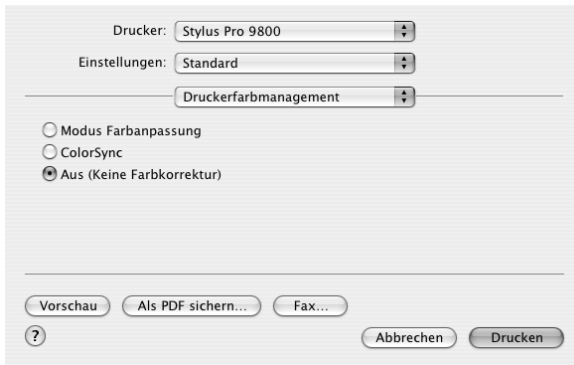 Drucker: Stylus Pro 9800
Einstellungen: Standard
Druckerfarbmanagement
Modus Farbanpassung
ColorSync
Aus (Keine Farbkorrektur)
Vorschau Als PDF sichern... Fax...
? Abbrechen Drucken